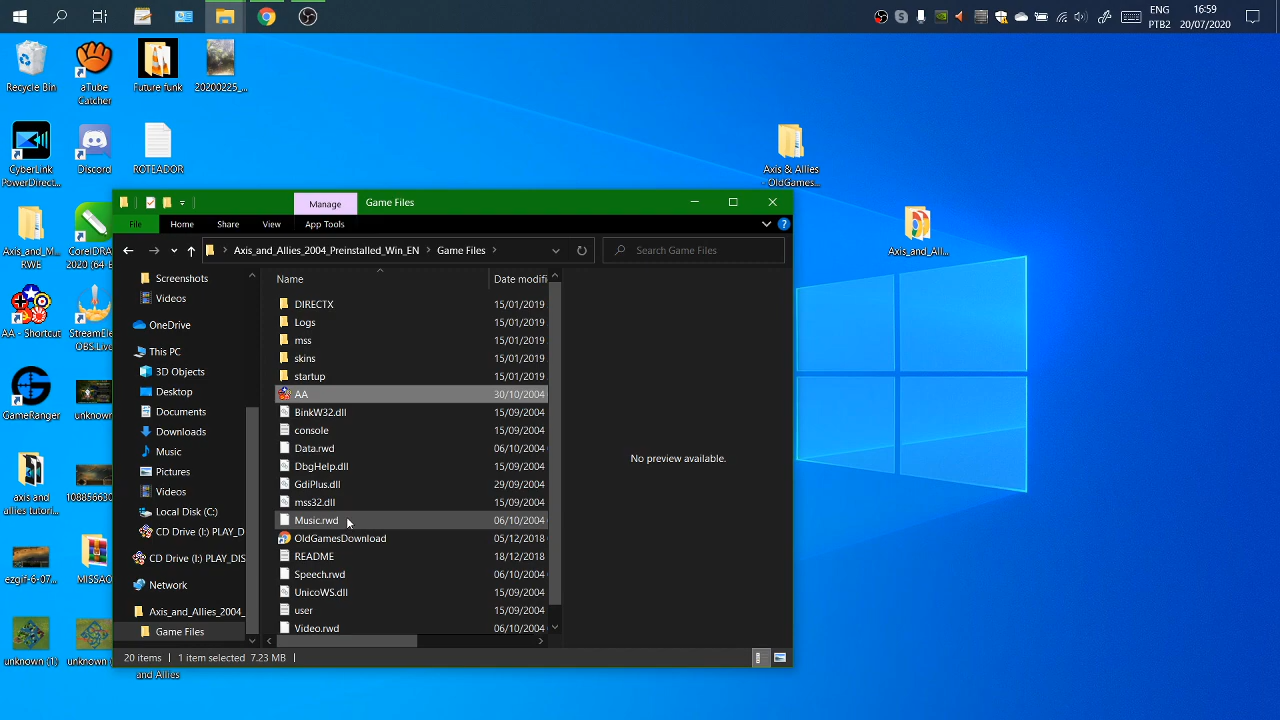 ENG
PTB2
16:59
20/07/2020
Recycle Bin
aTube
Catcher
Future funk
20200225_...
CyberLink
PowerDirect...
Discord
ROTEADOR
Axis & Allies
- OldGames...
Axis_and_M...
RWE
CorelDRA
2020 (64-B
Axis_and_All...
AA - Shortcut
StreamEle
OBS.Live
GameRanger
unknown
axis and
allies tutori...
108856630
ezgif-6-07...
MISSAO
unknown (1)
unknown (
and Allies
Manage
Game Files
File
Home
Share
View
App Tools
Axis_and_Allies_2004_Preinstalled_Win_EN
Game Files
Search Game Files
Screenshots
Videos
OneDrive
This PC
3D Objects
Desktop
Documents
Downloads
Music
Pictures
Videos
Local Disk (C:)
CD Drive (I:) PLAY_D
CD Drive (I:) PLAY_DIS
Network
Axis_and_Allies_2004_
Game Files
Name
Date modifi
DIRECTX 15/01/2019
Logs 15/01/2019
mss 15/01/2019
skins 15/01/2019
startup 15/01/2019
AA 30/10/2004
BinkW32.dll 15/09/2004
console 15/09/2004
Data.rwd 06/10/2004
DbgHelp.dll 15/09/2004
GdiPlus.dll 29/09/2004
mss32.dll 15/09/2004
Music.rwd 06/10/2004
OldGamesDownload 05/12/2018
README 18/12/2018
Speech.rwd 06/10/2004
UnicoWS.dll 15/09/2004
user 15/09/2004
Video.rwd 06/10/2004
No preview available.
20 items
1 item selected 7.23 MB